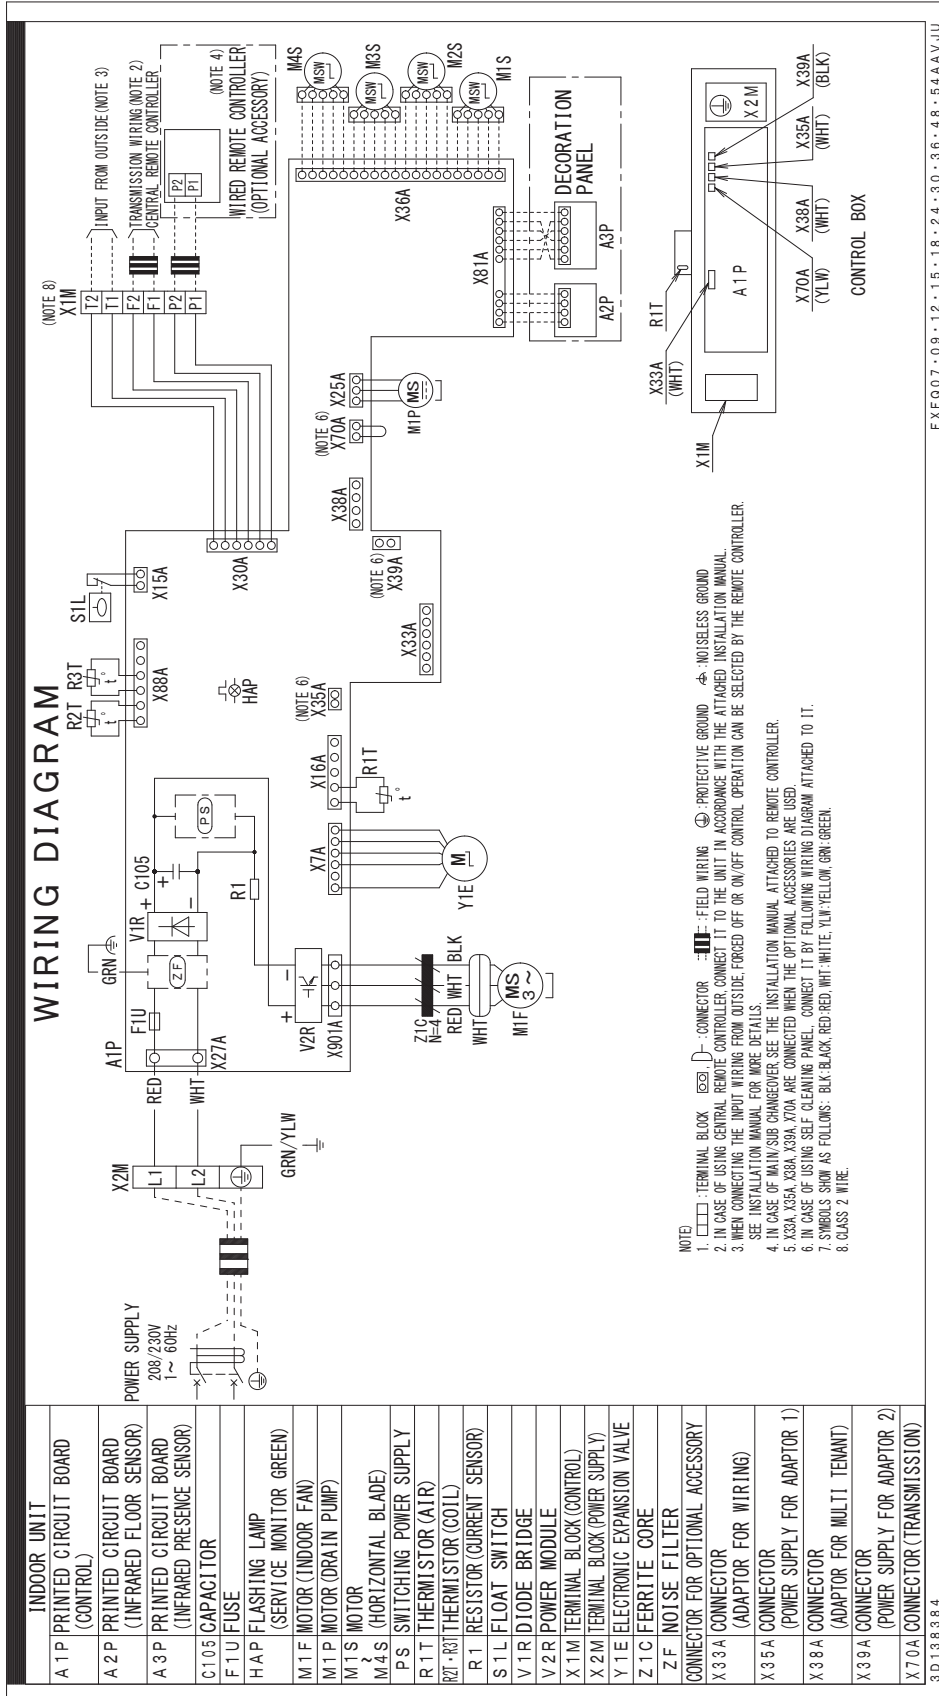 WIRING DIAGRAM
INDOOR UNIT
A1P PRINTED CIRCUIT BOARD
(CONTROL)
A2P PRINTED CIRCUIT BOARD
(INFRARED FLOOR SENSOR)
A3P PRINTED CIRCUIT BOARD
(INFRARED PRESENCE SENSOR)
C105 CAPACITOR
F1U FUSE
HAP FLASHING LAMP
(SERVICE MONITOR GREEN)
M1F MOTOR(INDOOR FAN)
M1P MOTOR(DRAIN PUMP)
M1S MOTOR
~
M4S (HORIZONTAL BLADE)
PS SWITCHING POWER SUPPLY
R1T THERMISTOR(AIR)
R2T・R3T THERMISTOR(COIL)
R1 RESISTOR(CURRENT SENSOR)
S1L FLOAT SWITCH
V1R DIODE BRIDGE
V2R POWER MODULE
X1M TERMINAL BLOCK(CONTROL)
X2M TERMINAL BLOCK(POWER SUPPLY)
Y1E ELECTRONIC EXPANSION VALVE
Z1C FERRITE CORE
ZF NOISE FILTER
CONNECTOR FOR OPTIONAL ACCESSORY
X33A CONNECTOR
(ADAPTOR FOR WIRING)
X35A CONNECTOR
(POWER SUPPLY FOR ADAPTOR 1)
X38A CONNECTOR
(ADAPTOR FOR MULTI TENANT)
X39A CONNECTOR
(POWER SUPPLY FOR ADAPTOR 2)
X70A CONNECTOR(TRANSMISSION)
3D138384
POWER SUPPLY
208/230V
1~ 60Hz
X2M
L1
L2
GRN/YLW
RED
WHT
A1P
X27A
F1U
GRN
ZF
V1R
+
-
C105
+
PS
R1
V2R
+
-
X901A
Z1C
N=4
RED WHT BLK
WHT
MS
3~
M1F
R2T
t°
R3T
t°
X88A
S1L
X15A
HAP
X7A
M
Y1E
X16A
R1T
t°
(NOTE 6)
X35A
X33A
(NOTE 6)
X39A
X38A
(NOTE 6)
X70A
X25A
MS
M1P
X30A
(NOTE 8)
X1M
T2
T1
F2
F1
P2
P1
INPUT FROM OUTSIDE(NOTE 3)
TRANSMISSION WIRING(NOTE 2)
CENTRAL REMOTE CONTROLLER
P2
P1
(NOTE 4)
WIRED REMOTE CONTROLLER
(OPTIONAL ACCESSORY)
X36A
M4S
MSW
M3S
MSW
M2S
MSW
M1S
MSW
X81A
A2P
A3P
DECORATION
PANEL
NOTE)
1. :TERMINAL BLOCK , :CONNECTOR :FIELD WIRING :PROTECTIVE GROUND :NOISELESS GROUND
2. IN CASE OF USING CENTRAL REMOTE CONTROLLER, CONNECT IT TO THE UNIT IN ACCORDANCE WITH THE ATTACHED INSTALLATION MANUAL.
3. WHEN CONNECTING THE INPUT WIRING FROM OUTSIDE, FORCED OFF OR ON/OFF CONTROL OPERATION CAN BE SELECTED BY THE REMOTE CONTROLLER.
SEE INSTALLATION MANUAL FOR MORE DETAILS.
4. IN CASE OF MAIN/SUB CHANGEOVER, SEE THE INSTALLATION MANUAL ATTACHED TO REMOTE CONTROLLER.
5. X33A, X35A, X38A, X39A, X70A ARE CONNECTED WHEN THE OPTIONAL ACCESSORIES ARE USED.
6. IN CASE OF USING SELF CLEANING PANEL, CONNECT IT BY FOLLOWING WIRING DIAGRAM ATTACHED TO IT.
7. SYMBOLS SHOW AS FOLLOWS: BLK:BLACK, RED:RED, WHT:WHITE, YLW:YELLOW, GRN:GREEN.
8. CLASS 2 WIRE.
X1M
X33A
(WHT)
R1T
A1P
X2M
X70A
(YLW)
X38A
(WHT)
X35A
(WHT)
X39A
(BLK)
CONTROL BOX
FXFQ07·09·12·15·18·24·30·36·48·54AAVJU